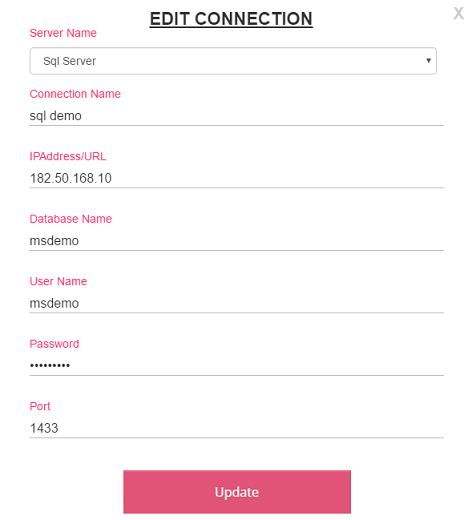 X
EDIT CONNECTION
Server Name
Sql Server
Connection Name
sql demo
IPAddress/URL
182.50.168.10
Database Name
msdemo
User Name
msdemo
Password
•••••••••
Port
1433
Update